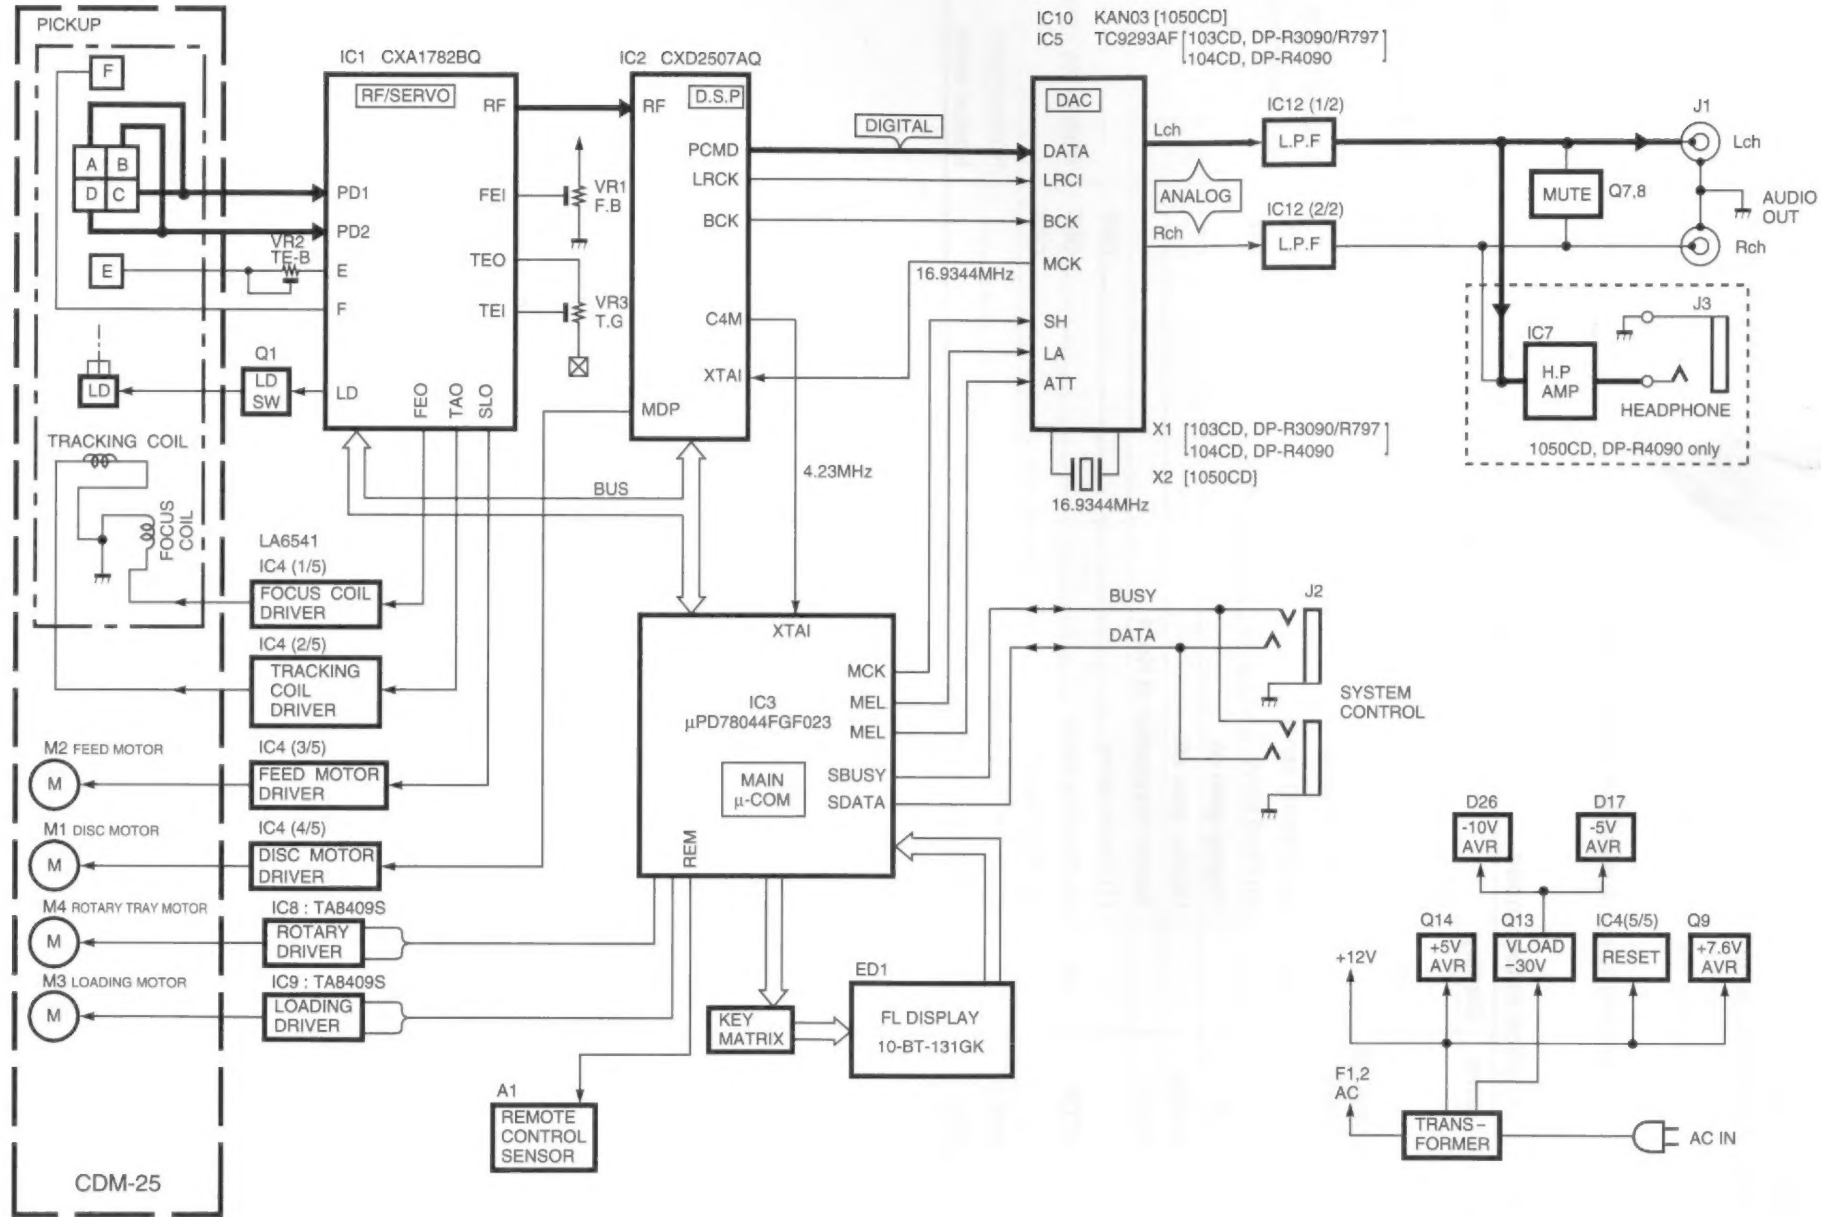 PICKUP
F
A B
D C
E
LD
TRACKING COIL
FOCUS
COIL
M2 FEED MOTOR
M
M1 DISC MOTOR
M
M4 ROTARY TRAY MOTOR
M
M3 LOADING MOTOR
M
CDM-25
VR2
TE-B
Q1
LD
SW
IC1 CXA1782BQ
RF/SERVO
RF
PD1
PD2
E
F
LD
FEI
TEO
TEI
FEO
TAO
SLO
VR1
F.B
VR3
T.G
IC2 CXD2507AQ
D.S.P
RF
PCMD
LRCK
BCK
C4M
XTAI
MDP
BUS
4.23MHz
DIGITAL
16.9344MHz
IC10 KAN03 [1050CD]
IC5 TC9293AF [103CD, DP-R3090/R797]
[104CD, DP-R4090]
DAC
DATA
LRCI
BCK
MCK
SH
LA
ATT
Lch
ANALOG
Rch
X1 [103CD, DP-R3090/R797]
[104CD, DP-R4090]
X2 [1050CD]
16.9344MHz
IC12 (1/2)
L.P.F
IC12 (2/2)
L.P.F
MUTE
Q7,8
J1
Lch
AUDIO
OUT
Rch
J3
IC7
H.P
AMP
HEADPHONE
1050CD, DP-R4090 only
LA6541
IC4 (1/5)
FOCUS COIL
DRIVER
IC4 (2/5)
TRACKING
COIL
DRIVER
IC4 (3/5)
FEED MOTOR
DRIVER
IC4 (4/5)
DISC MOTOR
DRIVER
IC8 : TA8409S
ROTARY
DRIVER
IC9 : TA8409S
LOADING
DRIVER
XTAI
IC3
μPD78044FGF023
MAIN
μ-COM
MCK
MEL
MEL
SBUSY
SDATA
REM
BUSY
DATA
J2
SYSTEM
CONTROL
KEY
MATRIX
ED1
FL DISPLAY
10-BT-131GK
A1
REMOTE
CONTROL
SENSOR
D26
-10V
AVR
D17
-5V
AVR
+12V
Q14
+5V
AVR
Q13
VLOAD
-30V
IC4(5/5)
RESET
Q9
+7.6V
AVR
F1,2
AC
TRANS-
FORMER
AC IN